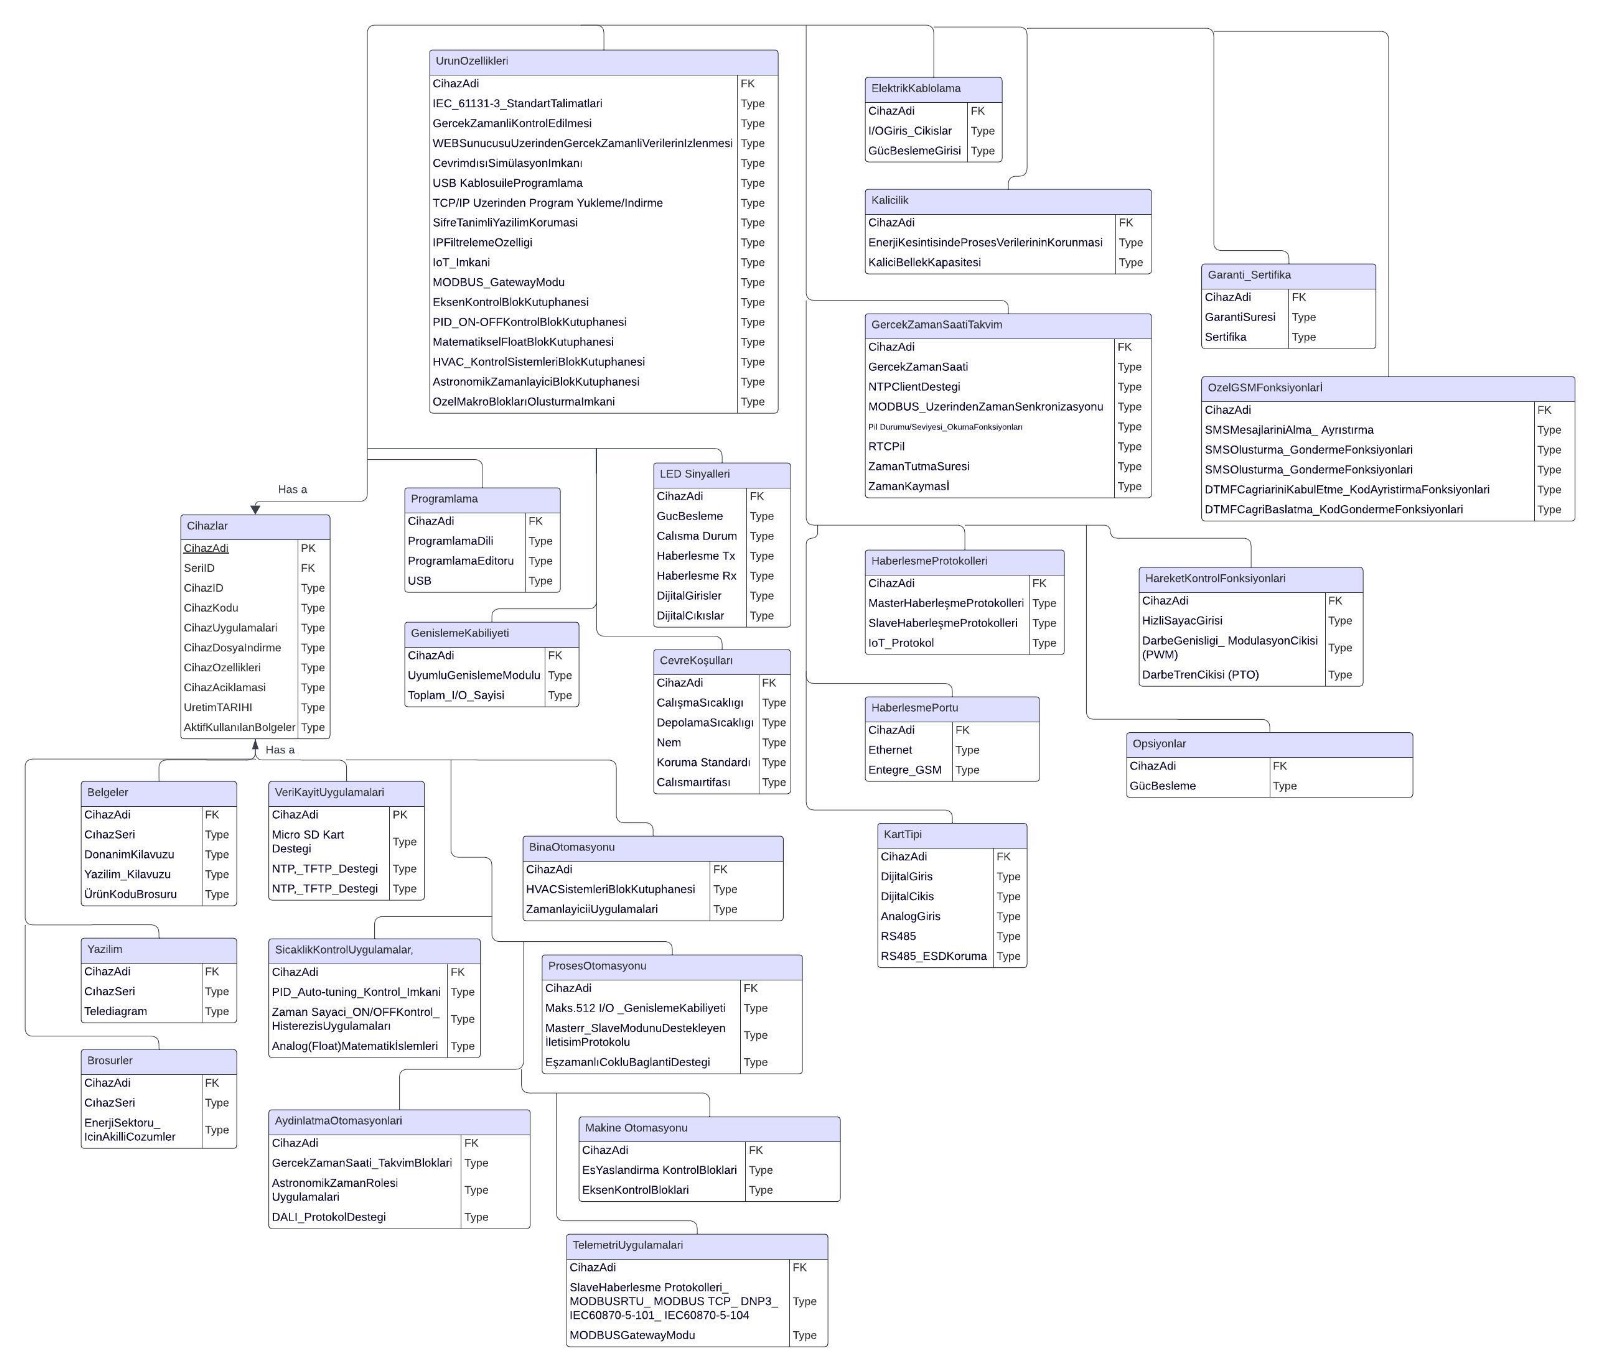 UrunOzellikleri
CihazAdi FK
IEC_61131-3_StandartTalimatlari Type
GercekZamanliKontrolEdilmesi Type
WEBSunucusuUzerindenGercekZamanliVerilerinIzlenmesi Type
CevrimdısıSimülasyonImkanı Type
USB KablosuileProgramlama Type
TCP/IP Uzerinden Program Yukleme/Indirme Type
SifreTanimliYazilimKorumasi Type
IPFiltrelemeOzelligi Type
IoT_Imkani Type
MODBUS_GatewayModu Type
EksenKontrolBlokKutuphanesi Type
PID_ON-OFFKontrolBlokKutuphanesi Type
MatematikselFloatBlokKutuphanesi Type
HVAC_KontrolSistemleriBlokKutuphanesi Type
AstronomikZamanlayiciBlokKutuphanesi Type
OzelMakroBloklarıOlusturmaImkani Type
ElektrikKablolama
CihazAdi FK
I/OGiris_Cikislar Type
GücBeslemeGirisi Type
Kalicilik
CihazAdi FK
EnerjiKesintisindeProsesVerilerininKorunmasi Type
KaliciBellekKapasitesi Type
Garanti_Sertifika
CihazAdi FK
GarantiSuresi Type
Sertifika Type
GercekZamanSaatiTakvim
CihazAdi FK
GercekZamanSaati Type
NTPClientDestegi Type
MODBUS_UzerindenZamanSenkronizasyonu Type
Pil Durumu/Seviyesi_OkumaFonksiyonları Type
RTCPil Type
ZamanTutmaSuresi Type
ZamanKaymasİ Type
OzelGSMFonksiyonlarİ
CihazAdi FK
SMSMesajlariniAlma_ Ayrıstırma Type
SMSOlusturma_GondermeFonksiyonlari Type
SMSOlusturma_GondermeFonksiyonlari Type
DTMFCagriariniKabulEtme_KodAyristirmaFonksiyonlari Type
DTMFCagriBaslatma_KodGondermeFonksiyonlari Type
Has a
Cihazlar
CihazAdi PK
SeriID FK
CihazID Type
CihazKodu Type
CihazUygulamalari Type
CihazDosyaIndirme Type
CihazOzellikleri Type
CihazAciklamasi Type
UretimTARIHI Type
AktifKullanılanBolgeler Type
Has a
Programlama
CihazAdi FK
ProgramlamaDili Type
ProgramlamaEditoru Type
USB Type
LED Sinyalleri
CihazAdi FK
GucBesleme Type
Calısma Durum Type
Haberlesme Tx Type
Haberlesme Rx Type
DijitalGirisler Type
DijitalCıkıslar Type
GenislemeKabiliyeti
CihazAdi FK
UyumluGenislemeModulu Type
Toplam_I/O_Sayisi Type
CevreKoşulları
CihazAdi FK
CalışmaSıcaklıgı Type
DepolamaSıcaklıgı Type
Nem Type
Koruma Standardı Type
Calısmaırtifası Type
HaberlesmeProtokolleri
CihazAdi FK
MasterHaberleşmeProtokolleri Type
SlaveHaberleşmeProtokolleri Type
IoT_Protokol Type
HareketKontrolFonksiyonlari
CihazAdi FK
HizliSayacGirisi Type
DarbeGenisligi_ ModulasyonCikisi
(PWM) Type
DarbeTrenCikisi (PTO) Type
HaberlesmePortu
CihazAdi FK
Ethernet Type
Entegre_GSM Type
Opsiyonlar
CihazAdi FK
GücBesleme Type
KartTipi
CihazAdi FK
DijitalGiris Type
DijitalCikis Type
AnalogGiris Type
RS485 Type
RS485_ESDKoruma Type
Belgeler
CihazAdi FK
CıhazSeri Type
DonanimKilavuzu Type
Yazilim_Kilavuzu Type
ÜrünKoduBrosuru Type
VeriKayitUygulamalari
CihazAdi PK
Micro SD Kart
Destegi Type
NTP,_TFTP_Destegi Type
NTP,_TFTP_Destegi Type
BinaOtomasyonu
CihazAdi FK
HVACSistemleriBlokKutuphanesi Type
ZamanlayiciiUygulamalari Type
Yazilim
CihazAdi FK
CıhazSeri Type
Telediagram Type
SicaklikKontrolUygulamalar,
CihazAdi FK
PID_Auto-tuning_Kontrol_Imkani Type
Zaman Sayaci_ON/OFFKontrol_
HisterezisUygulamaları Type
Analog(Float)Matematikİslemleri Type
ProsesOtomasyonu
CihazAdi FK
Maks.512 I/O _GenislemeKabiliyeti Type
Masterr_SlaveModunuDestekleyen
İletisimProtokolu Type
EşzamanlıCokluBaglantiDestegi Type
Brosurler
CihazAdi FK
CıhazSeri Type
EnerjiSektoru_
IcinAkilliCozumler Type
AydinlatmaOtomasyonlari
CihazAdi FK
GercekZamanSaati_TakvimBloklari Type
AstronomikZamanRolesi
Uygulamalari Type
DALI_ProtokolDestegi Type
Makine Otomasyonu
CihazAdi FK
EsYaslandirma KontrolBloklari Type
EksenKontrolBloklari Type
TelemetriUygulamalari
CihazAdi FK
SlaveHaberlesme Protokolleri_
MODBUSRTU_ MODBUS TCP_ DNP3_
IEC60870-5-101_ IEC60870-5-104 Type
MODBUSGatewayModu Type